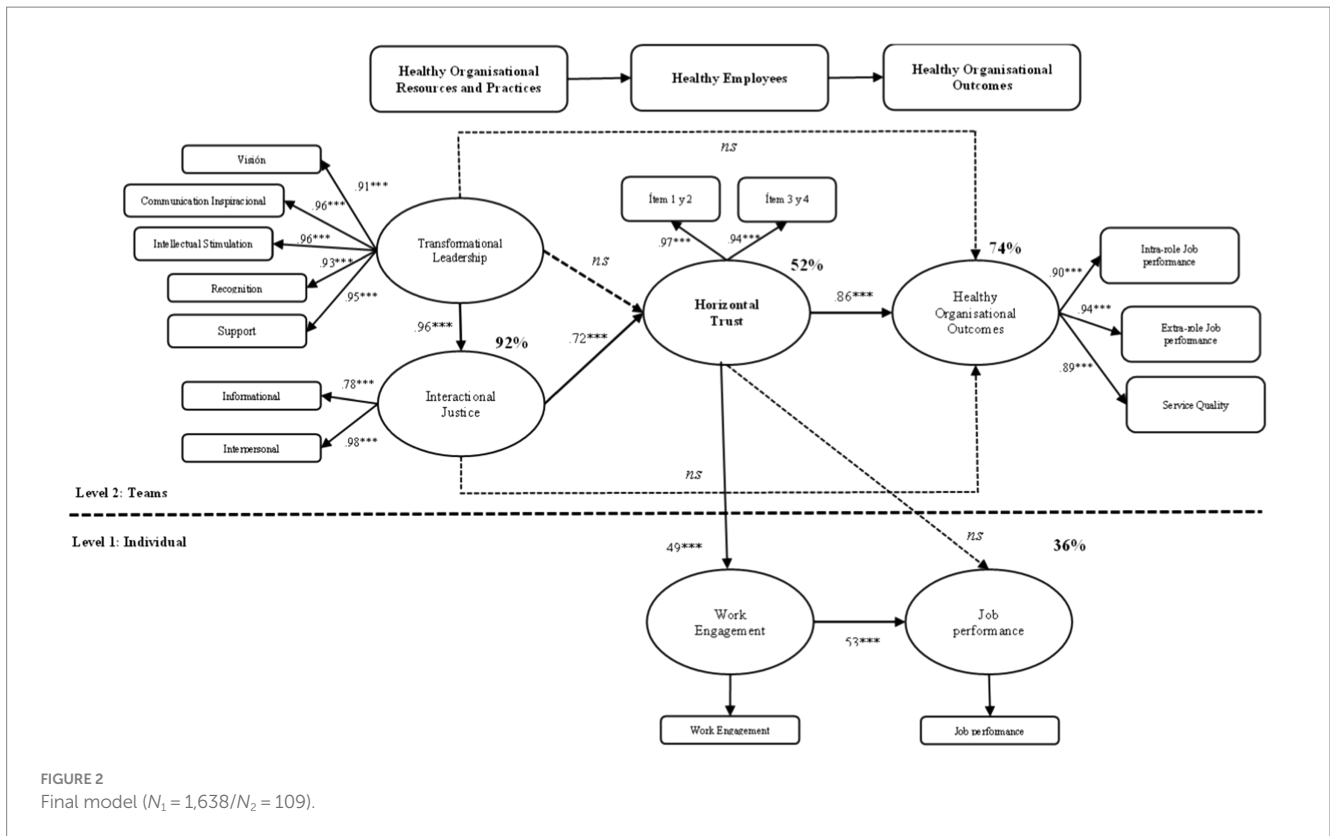 Healthy Organisational
Resources and Practices
Healthy Employees
Healthy Organisational
Outcomes
ns
Visión
.91***
Communication Inspiracional
.96***
Intellectual Stimulation
.96***
Recognition
.93***
Support
.95***
Transformational
Leadership
ns
Ítem 1 y 2
Ítem 3 y 4
.97***
.94***
52%
Horizontal
Trust
.86***
74%
Healthy
Organisational
Outcomes
.90***
Intra-role Job
performance
.94***
Extra-role Job
performance
.89***
Service Quality
.96***
92%
.72***
Informational
.78***
Interpersonal
.98***
Interactional
Justice
ns
Level 2: Teams
Level 1: Individual
49***
ns
36%
Work
Engagement
53***
Job
performance
Work Engagement
Job performance
FIGURE 2
Final model (N₁ = 1,638/N₂ = 109).